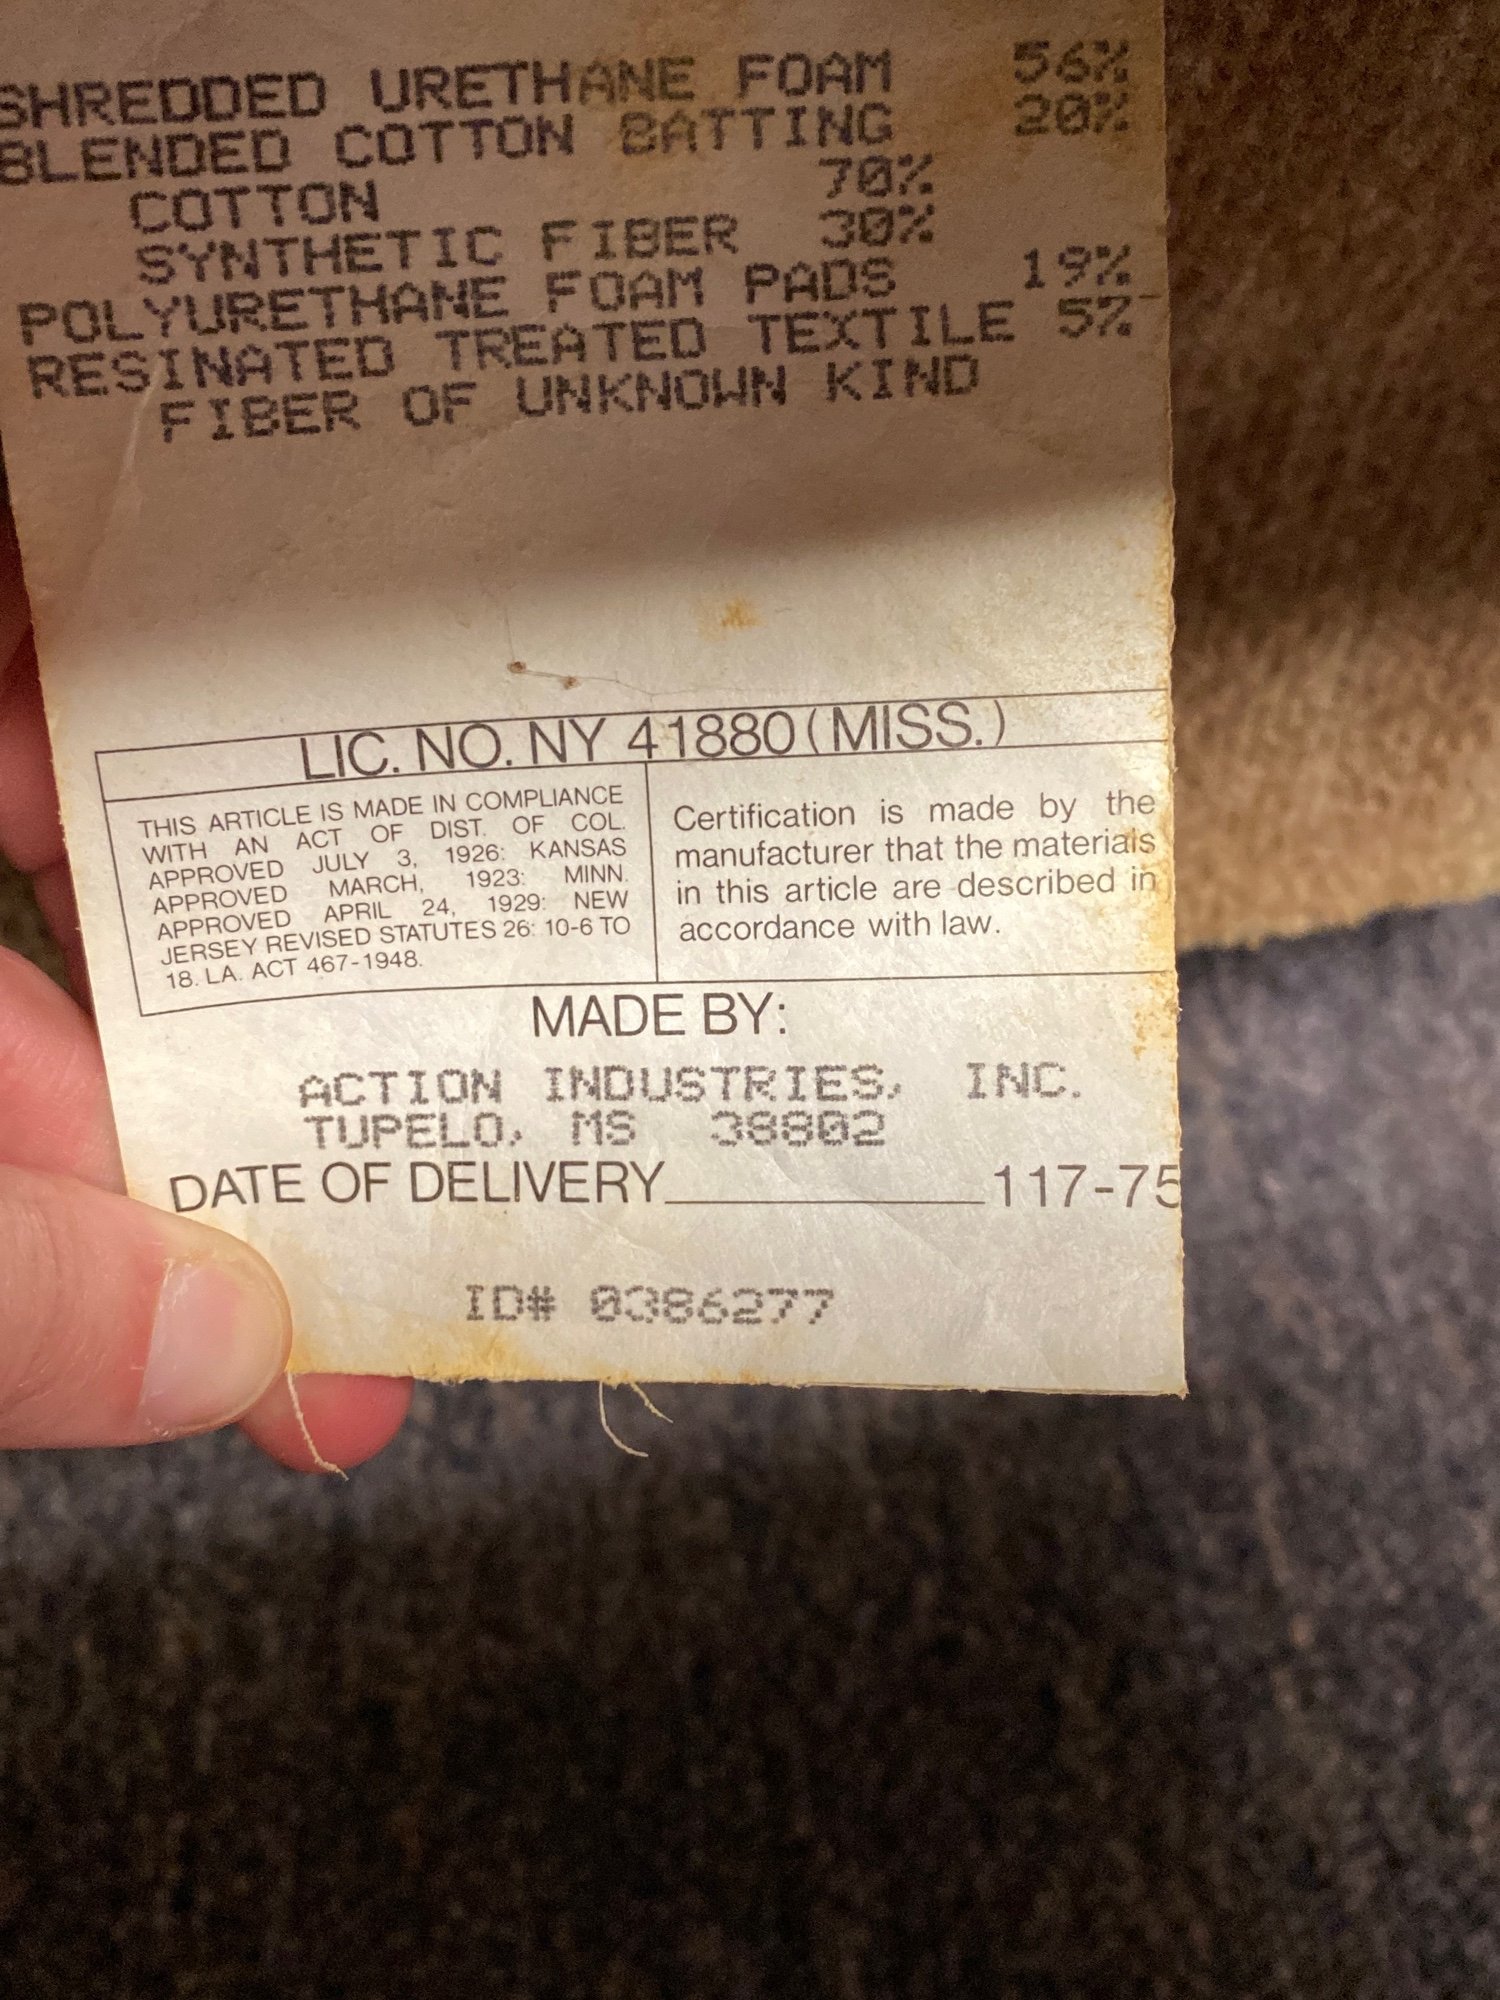 SHREDDED URETHANE FOAM 56%
BLENDED COTTON BATTING 20%
COTTON 70%
SYNTHETIC FIBER 30%
POLYURETHANE FOAM PADS 19%
RESINATED TREATED TEXTILE 5%
FIBER OF UNKNOWN KIND
LIC. NO. NY 41880 (MISS.)
THIS ARTICLE IS MADE IN COMPLIANCE
WITH AN ACT OF DIST. OF COL.
APPROVED JULY 3, 1926: KANSAS
APPROVED MARCH, 1923: MINN.
APPROVED APRIL 24, 1929: NEW
JERSEY REVISED STATUTES 26: 10-6 TO
18. LA. ACT 467-1948.
Certification is made by the
manufacturer that the materials
in this article are described in
accordance with law.
MADE BY:
ACTION INDUSTRIES, INC.
TUPELO, MS 38802
DATE OF DELIVERY__________ 117-75
ID# 0386277